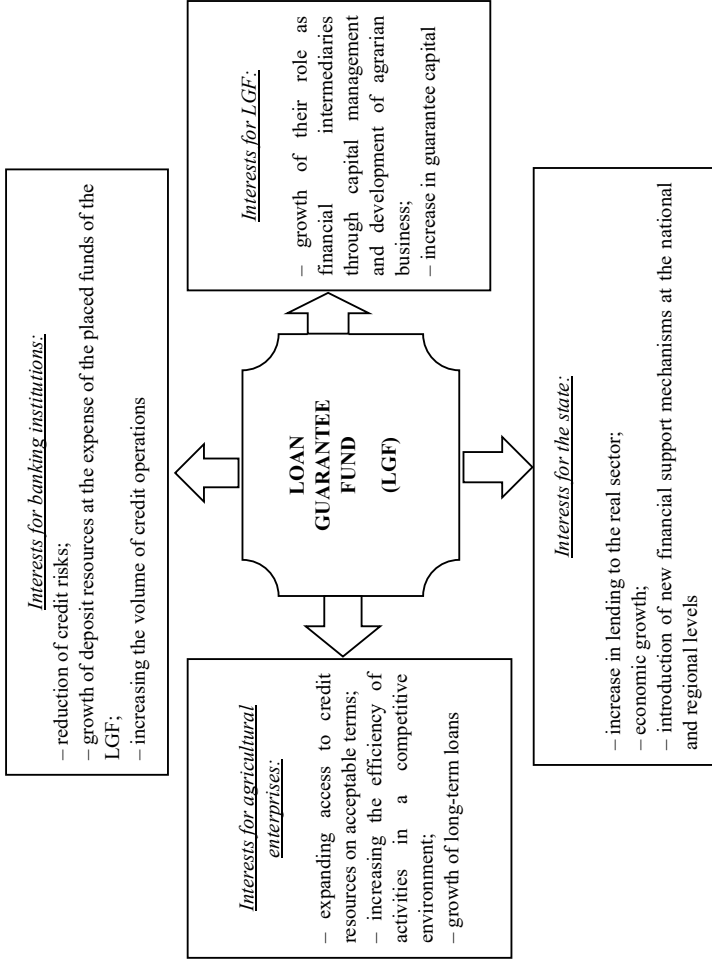 Interests for banking institutions:
– reduction of credit risks;
– growth of deposit resources at the expense of the placed funds of the
LGF;
– increasing the volume of credit operations
Interests for agricultural
enterprises:
– expanding access to credit
resources on acceptable terms;
– increasing the efficiency of
activities in a competitive
environment;
– growth of long-term loans
LOAN
GUARANTEE
FUND
(LGF)
Interests for LGF:
– growth of their role as
financial intermediaries
through capital management
and development of agrarian
business;
– increase in guarantee capital
Interests for the state:
– increase in lending to the real sector;
– economic growth;
– introduction of new financial support mechanisms at the national
and regional levels